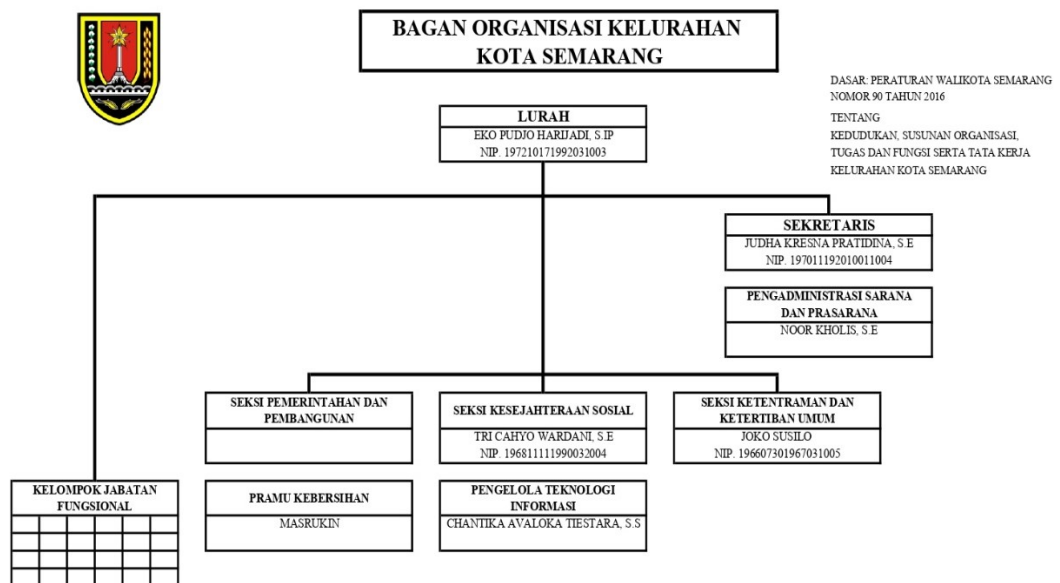 BAGAN ORGANISASI KELURAHAN
KOTA SEMARANG
DASAR: PERATURAN WALIKOTA SEMARANG
NOMOR 90 TAHUN 2016
TENTANG
KEDUDUKAN, SUSUNAN ORGANISASI,
TUGAS DAN FUNGSI SERTA TATA KERJA
KELURAHAN KOTA SEMARANG
LURAH
EKO PUDJO HARIJADI, S.IP
NIP. 197210171992031003
SEKRETARIS
JUDHA KRESNA PRATIDINA, S.E
NIP. 197011192010011004
PENGADMINISTRASI SARANA
DAN PRASARANA
NOOR KHOLIS, S.E
SEKSI PEMERINTAHAN DAN
PEMBANGUNAN
SEKSI KESEJAHTERAAN SOSIAL
TRI CAHYO WARDANI, S.E
NIP. 196811111990032004
SEKSI KETENTRAMAN DAN
KETERTIBAN UMUM
JOKO SUSILO
NIP. 196607301967031005
KELOMPOK JABATAN
FUNGSIONAL
PRAMU KEBERSIHAN
MASRUKIN
PENGELOLA TEKNOLOGI
INFORMASI
CHANTIKA AVALOKA TIESTARA, S.S